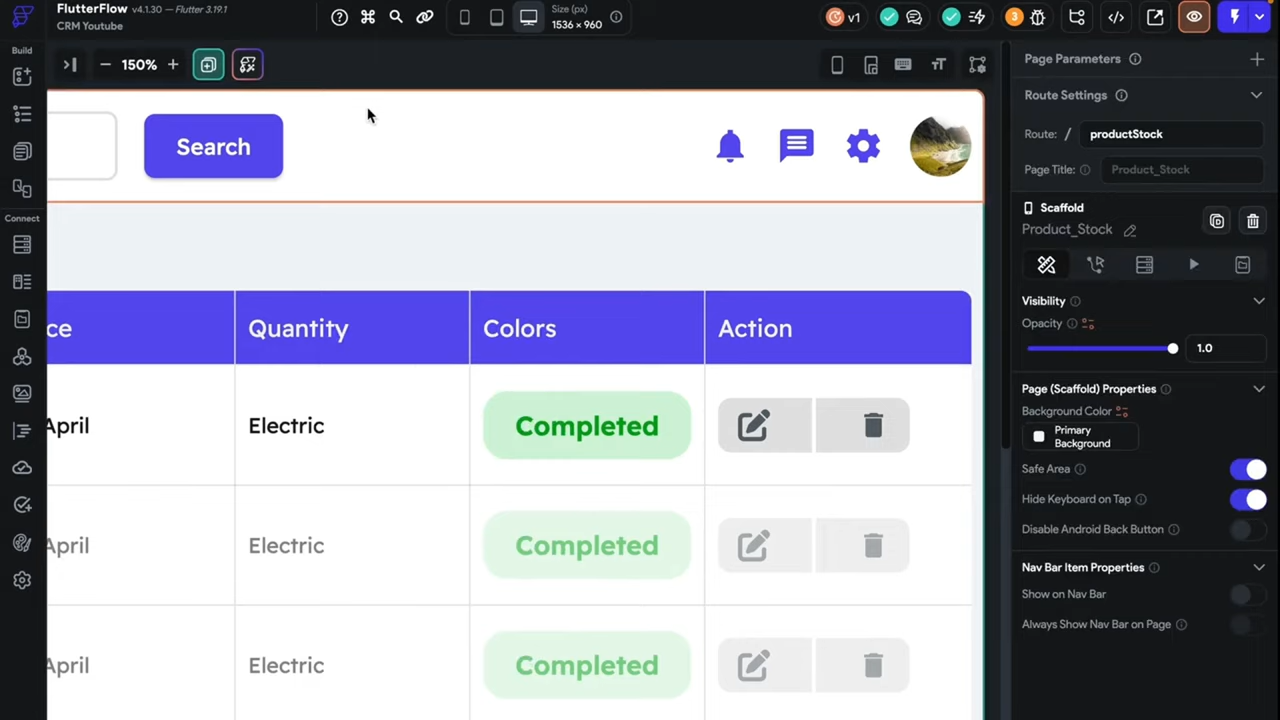 FlutterFlow v4.1.30 – Flutter 3.19.1
CRM Youtube
Size (px)
1536 × 960
v1
3
Build
Connect
150%
Search
ce
Quantity
Colors
Action
April
Electric
Completed
April
Electric
Completed
April
Electric
Completed
Page Parameters
Route Settings
Route: / productStock
Page Title: Product_Stock
Scaffold
Product_Stock
Visibility
Opacity
1.0
Page (Scaffold) Properties
Background Color
Primary
Background
Safe Area
Hide Keyboard on Tap
Disable Android Back Button
Nav Bar Item Properties
Show on Nav Bar
Always Show Nav Bar on Page